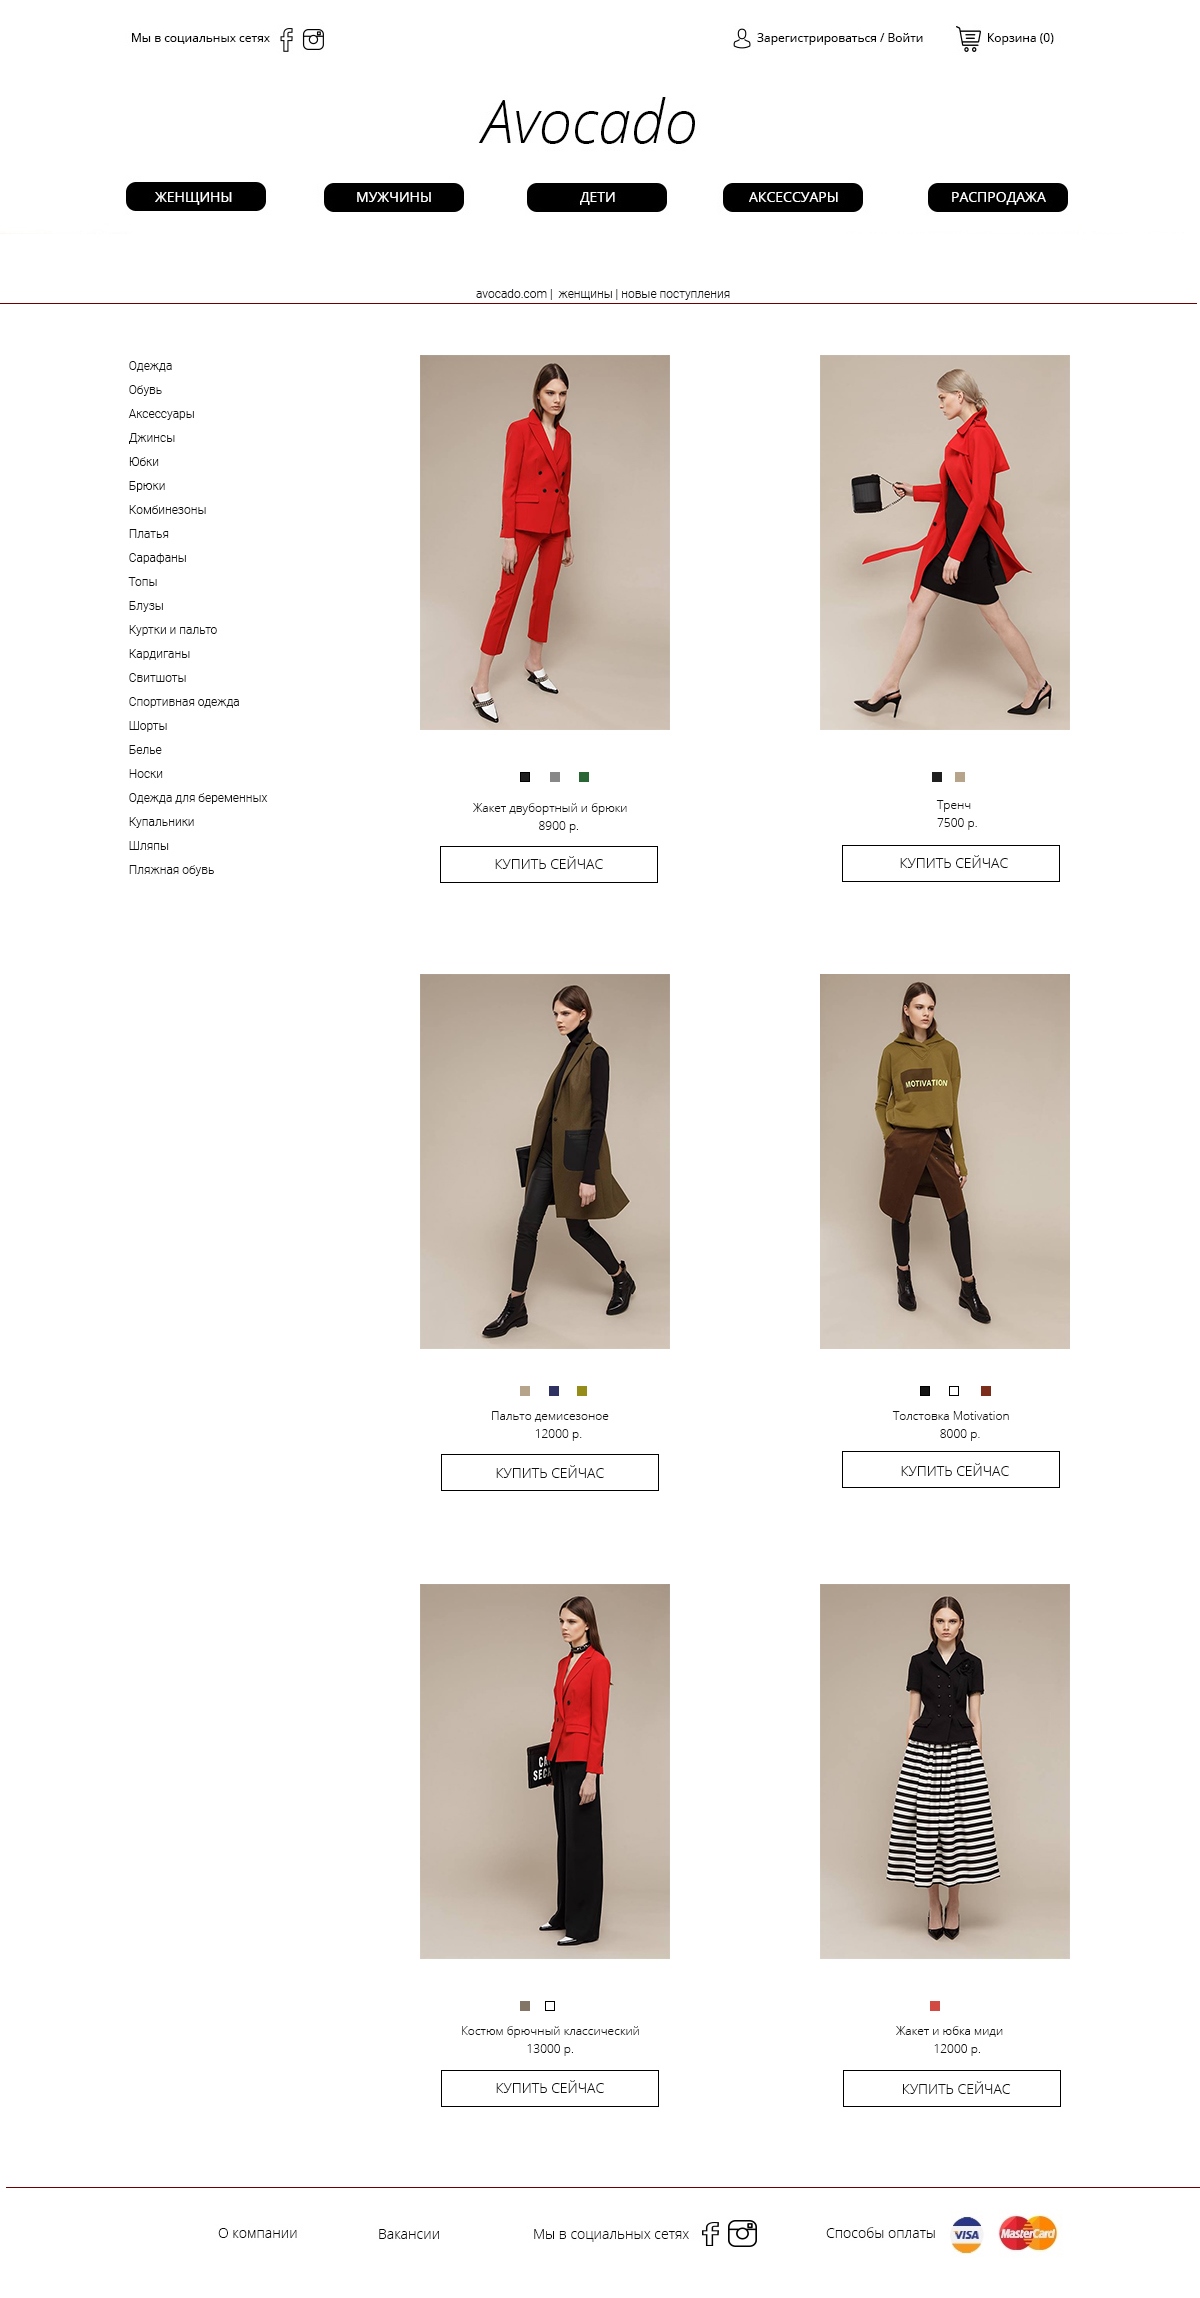 Мы в социальных сетях
Зарегистрироваться / Войти
Корзина (0)
Avocado
ЖЕНЩИНЫ
МУЖЧИНЫ
ДЕТИ
АКСЕССУАРЫ
РАСПРОДАЖА
avocado.com | женщины | новые поступления
Одежда
Обувь
Аксессуары
Джинсы
Юбки
Брюки
Комбинезоны
Платья
Сарафаны
Топы
Блузы
Куртки и пальто
Кардиганы
Свитшоты
Спортивная одежда
Шорты
Белье
Носки
Одежда для беременных
Купальники
Шляпы
Пляжная обувь
Жакет двубортный и брюки
8900 р.
КУПИТЬ СЕЙЧАС
Тренч
7500 р.
КУПИТЬ СЕЙЧАС
MOTIVATION
Пальто демисезоное
12000 р.
КУПИТЬ СЕЙЧАС
Толстовка Motivation
8000 р.
КУПИТЬ СЕЙЧАС
Костюм брючный классический
13000 р.
КУПИТЬ СЕЙЧАС
Жакет и юбка миди
12000 р.
КУПИТЬ СЕЙЧАС
О компании
Вакансии
Мы в социальных сетях
Способы оплаты
VISA
MasterCard